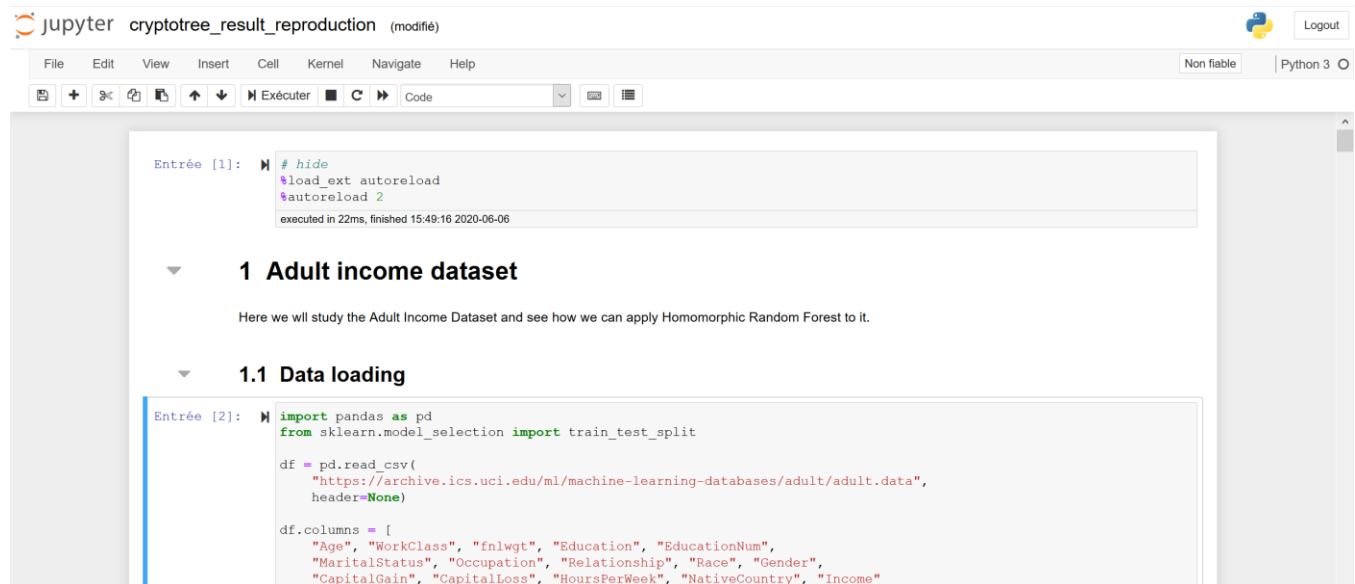 jupyter cryptotree_result_reproduction (modifié)
Logout
File Edit View Insert Cell Kernel Navigate Help
Non fiable Python 3
Exécuter Code
Entrée [1]: # hide
%load_ext autoreload
%autoreload 2
executed in 22ms, finished 15:49:16 2020-06-06
1 Adult income dataset
Here we wll study the Adult Income Dataset and see how we can apply Homomorphic Random Forest to it.
1.1 Data loading
Entrée [2]: import pandas as pd
from sklearn.model_selection import train_test_split
df = pd.read_csv(
"https://archive.ics.uci.edu/ml/machine-learning-databases/adult/adult.data",
header=None)
df.columns = [
"Age", "WorkClass", "fnlwgt", "Education", "EducationNum",
"MaritalStatus", "Occupation", "Relationship", "Race", "Gender",
"CapitalGain", "CapitalLoss", "HoursPerWeek", "NativeCountry", "Income"